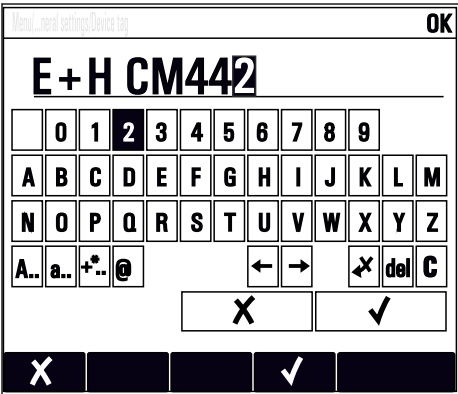 Menu/...neral settings/Device tag OK
E+H CM442
0 1 2 3 4 5 6 7 8 9
A B C D E F G H I J K L M
N O P Q R S T U V W X Y Z
A.. a.. +*.. @ ← → ↙x del C
✗ ✓
✗ ✓